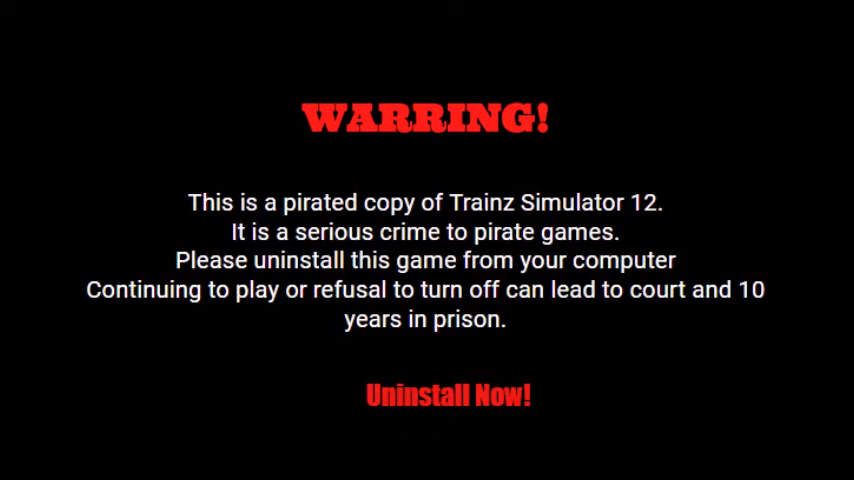 WARRING!
This is a pirated copy of Trainz Simulator 12.
It is a serious crime to pirate games.
Please uninstall this game from your computer
Continuing to play or refusal to turn off can lead to court and 10
years in prison.
Uninstall Now!